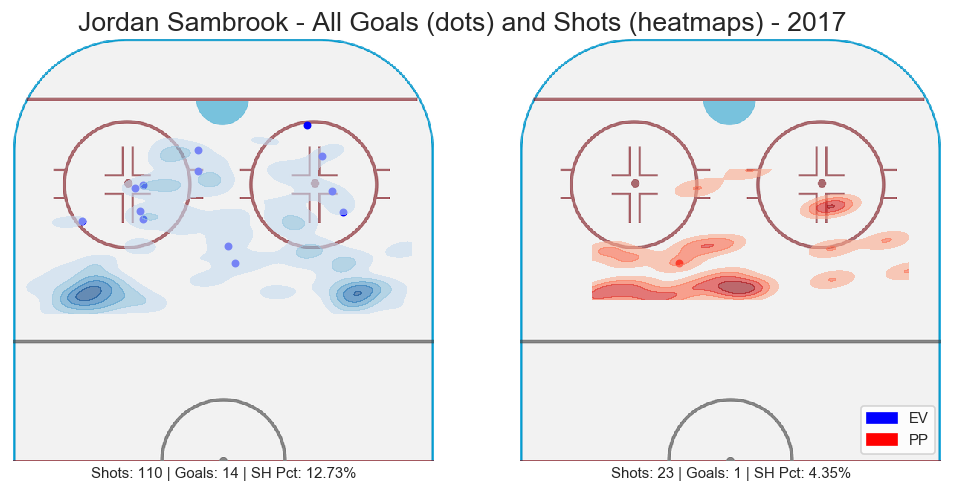 Jordan Sambrook - All Goals (dots) and Shots (heatmaps) - 2017
EV
PP
Shots: 110 | Goals: 14 | SH Pct: 12.73%
Shots: 23 | Goals: 1 | SH Pct: 4.35%